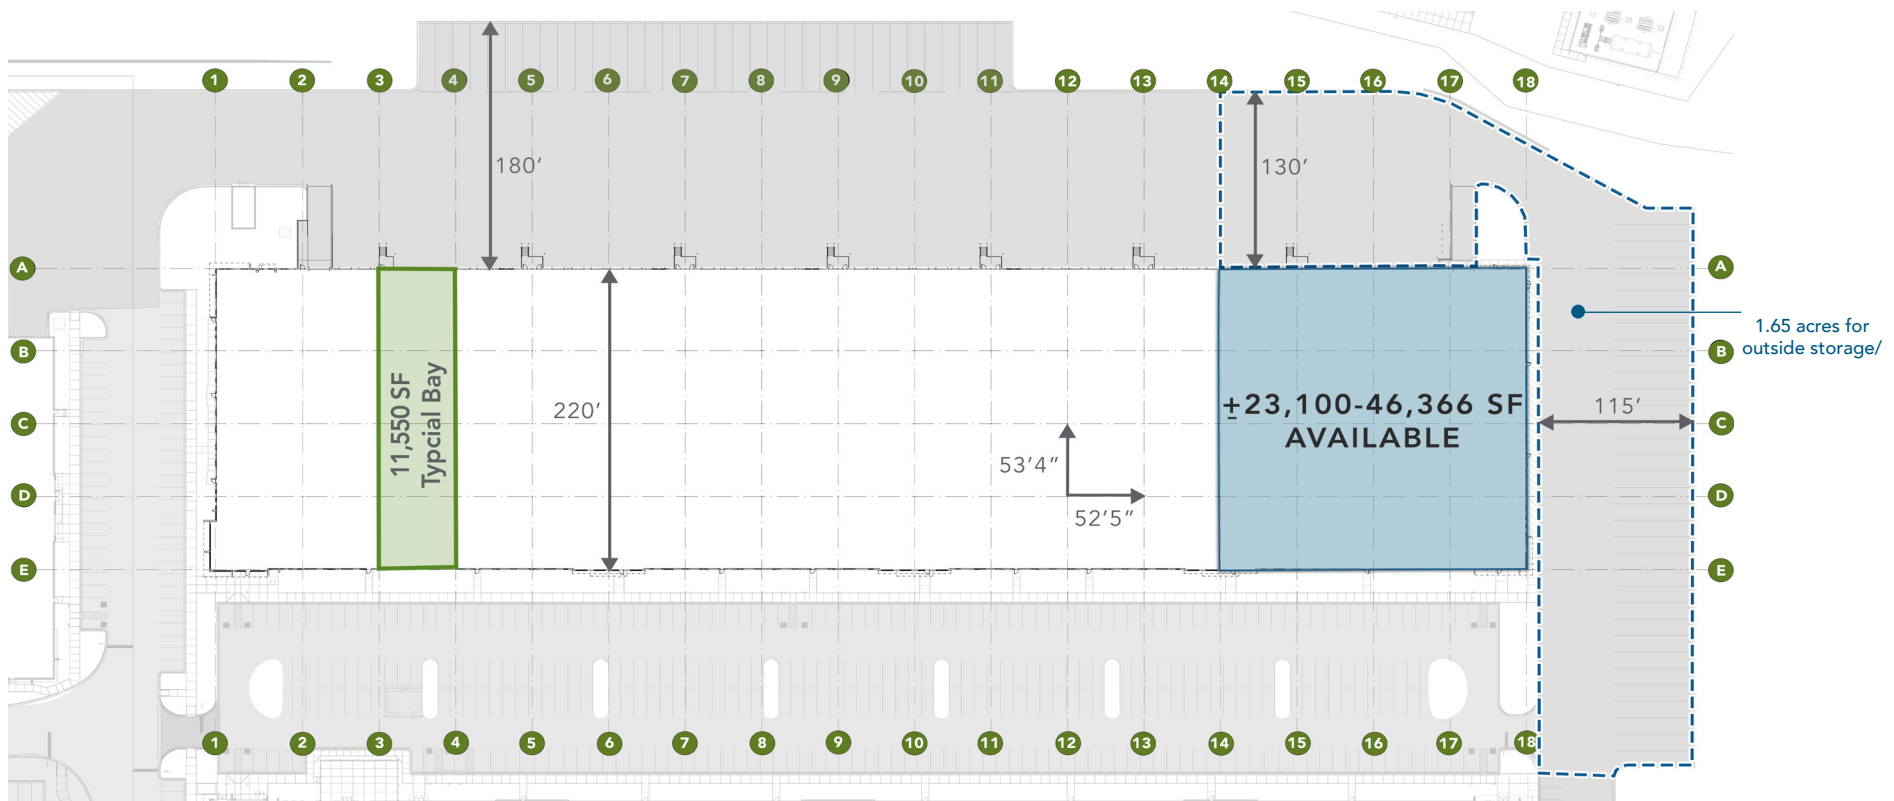 1 2 3 4 5 6 7 8 9 10 11 12 13 14 15 16 17 18
180’
130’
A A
1.65 acres for
outside storage/
B B
11,550 SF
Typcial Bay
220’
±23,100-46,366 SF
AVAILABLE
115’
C C
53’4”
52’5”
D D
E E
1 2 3 4 5 6 7 8 9 10 11 12 13 14 15 16 17 18